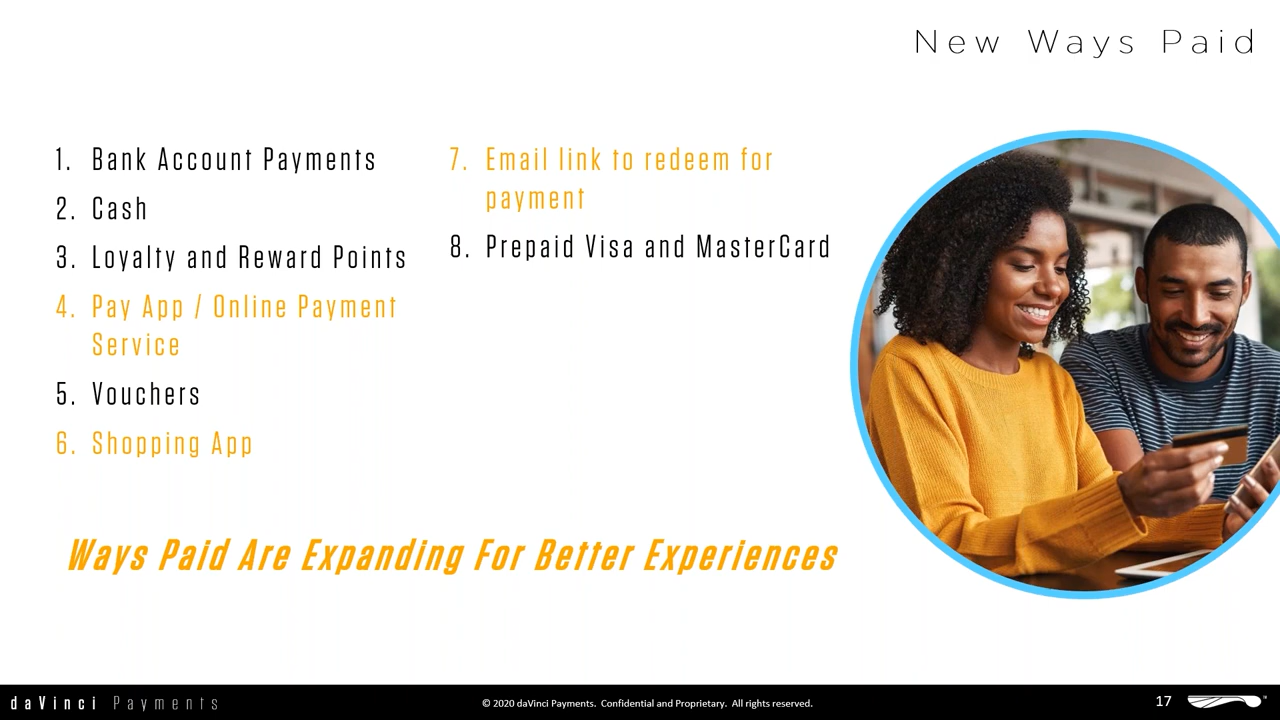 New Ways Paid
1. Bank Account Payments
2. Cash
3. Loyalty and Reward Points
4. Pay App / Online Payment
Service
5. Vouchers
6. Shopping App
7. Email link to redeem for
payment
8. Prepaid Visa and MasterCard
Ways Paid Are Expanding For Better Experiences
daVinci Payments
© 2020 daVinci Payments. Confidential and Proprietary. All rights reserved.
17